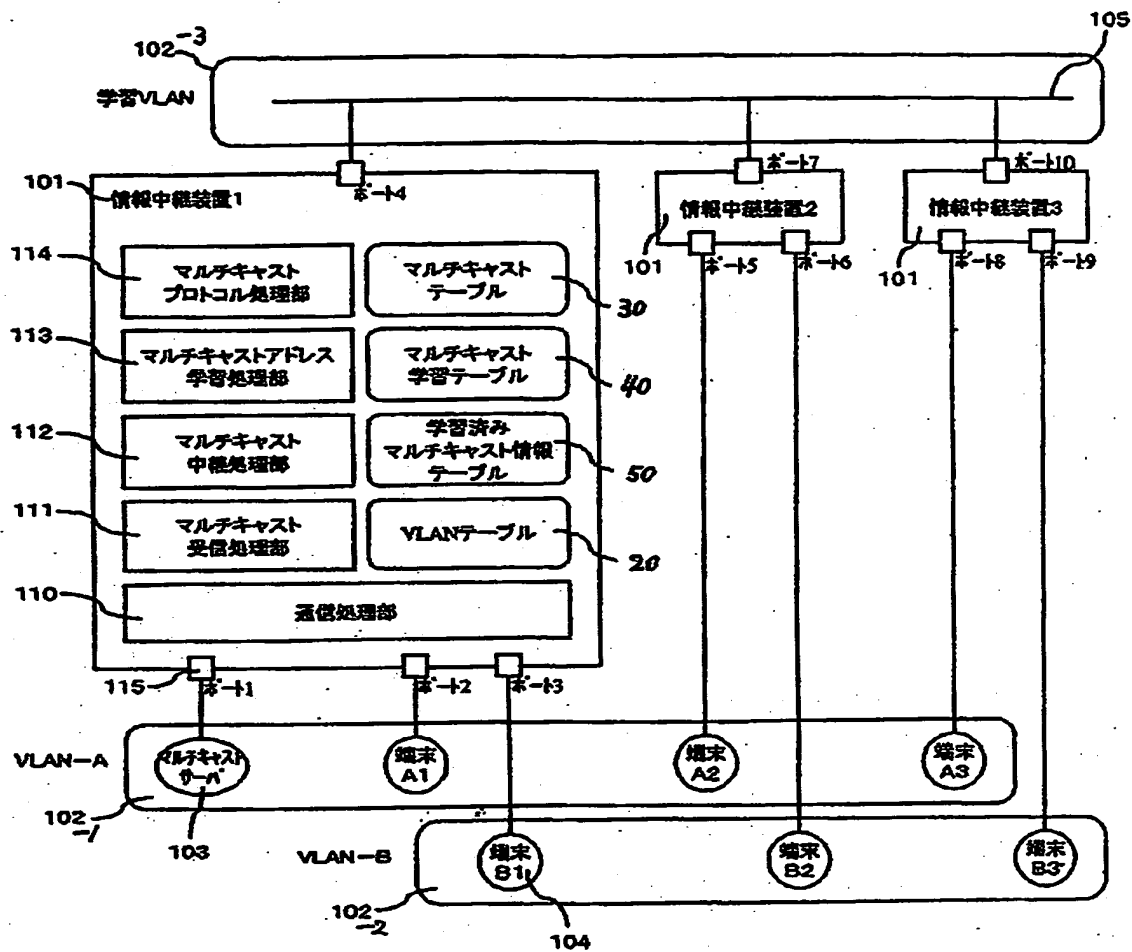 102-3
105
学習VLAN
ポート4
ポート7
ポート10
101
情報中継装置1
情報中継装置2
情報中継装置3
101
ポート5
ポート6
101
ポート8
ポート9
114
マルチキャスト
プロトコル処理部
マルチキャスト
テーブル
30
113
マルチキャストアドレス
学習処理部
マルチキャスト
学習テーブル
40
112
マルチキャスト
中継処理部
学習済み
マルチキャスト情報
テーブル
50
111
マルチキャスト
受信処理部
VLANテーブル
20
110
通信処理部
115
ポート1
ポート2
ポート3
VLAN-A
マルチキャスト
サーバ
端末
A1
端末
A2
端末
A3
102-1
103
VLAN-B
端末
B1
端末
B2
端末
B3
102-2
104